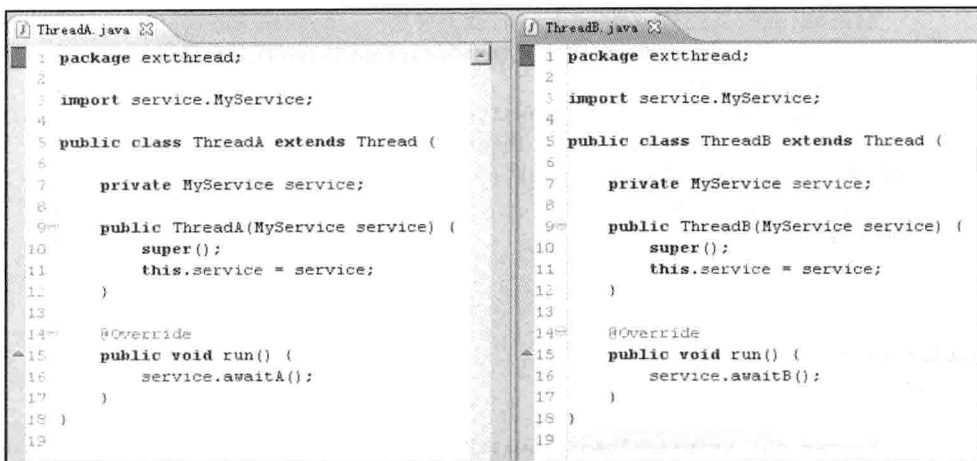 ThreadA.java
1 package extthread;
2
3 import service.MyService;
4
5 public class ThreadA extends Thread {
6
7 private MyService service;
8
9 public ThreadA(MyService service) {
10 super();
11 this.service = service;
12 }
13
14 @Override
15 public void run() {
16 service.awaitA();
17 }
18 }
19
ThreadB.java
1 package extthread;
2
3 import service.MyService;
4
5 public class ThreadB extends Thread {
6
7 private MyService service;
8
9 public ThreadB(MyService service) {
10 super();
11 this.service = service;
12 }
13
14 @Override
15 public void run() {
16 service.awaitB();
17 }
18 }
19